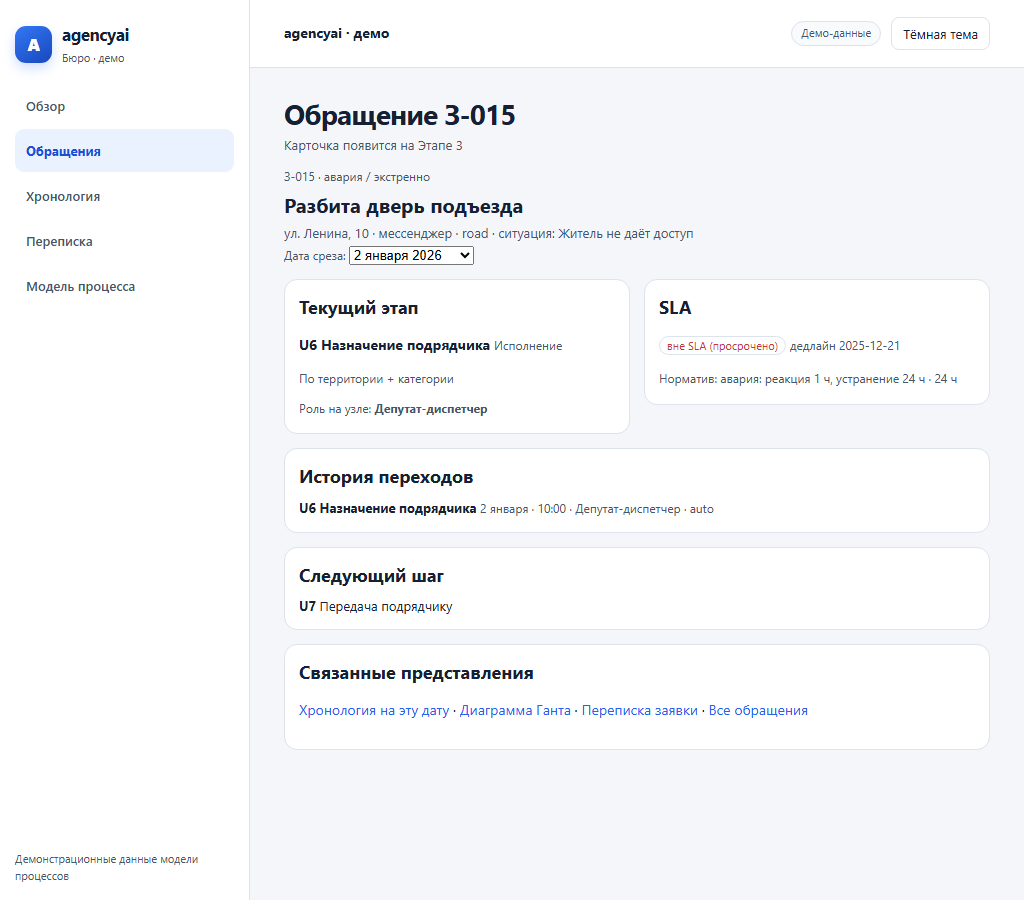 A
agencyai
Бюро · демо
Обзор
Обращения
Хронология
Переписка
Модель процесса
Демонстрационные данные модели
процессов
agencyai · демо
Демо-данные
Тёмная тема
Обращение З-015
Карточка появится на Этапе 3
З-015 · авария / экстренно
Разбита дверь подъезда
ул. Ленина, 10 · мессенджер · road · ситуация: Житель не даёт доступ
Дата среза: 2 января 2026
Текущий этап
U6 Назначение подрядчика Исполнение
По территории + категории
Роль на узле: Депутат-диспетчер
SLA
вне SLA (просрочено) дедлайн 2025-12-21
Норматив: авария: реакция 1 ч, устранение 24 ч · 24 ч
История переходов
U6 Назначение подрядчика 2 января · 10:00 · Депутат-диспетчер · auto
Следующий шаг
U7 Передача подрядчику
Связанные представления
Хронология на эту дату · Диаграмма Ганта · Переписка заявки · Все обращения